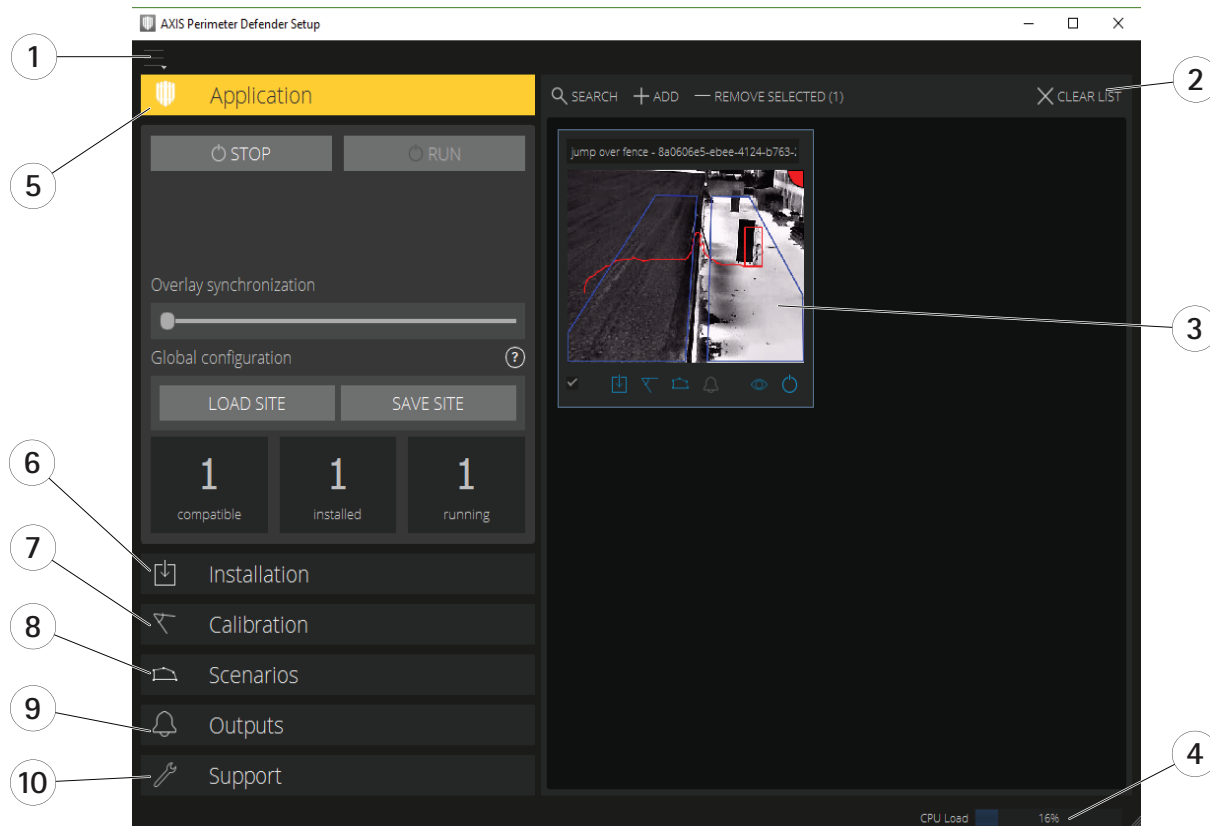 AXIS Perimeter Defender Setup
1
2
Application
SEARCH ADD REMOVE SELECTED (1) CLEAR LIST
5
STOP RUN
jump over fence - 8a0606e5-ebee-4124-b763-
Overlay synchronization
3
Global configuration ?
LOAD SITE SAVE SITE
6
1 1 1
compatible installed running
7
Installation
8
Calibration
Scenarios
9
Outputs
4
10
Support
CPU Load 16%